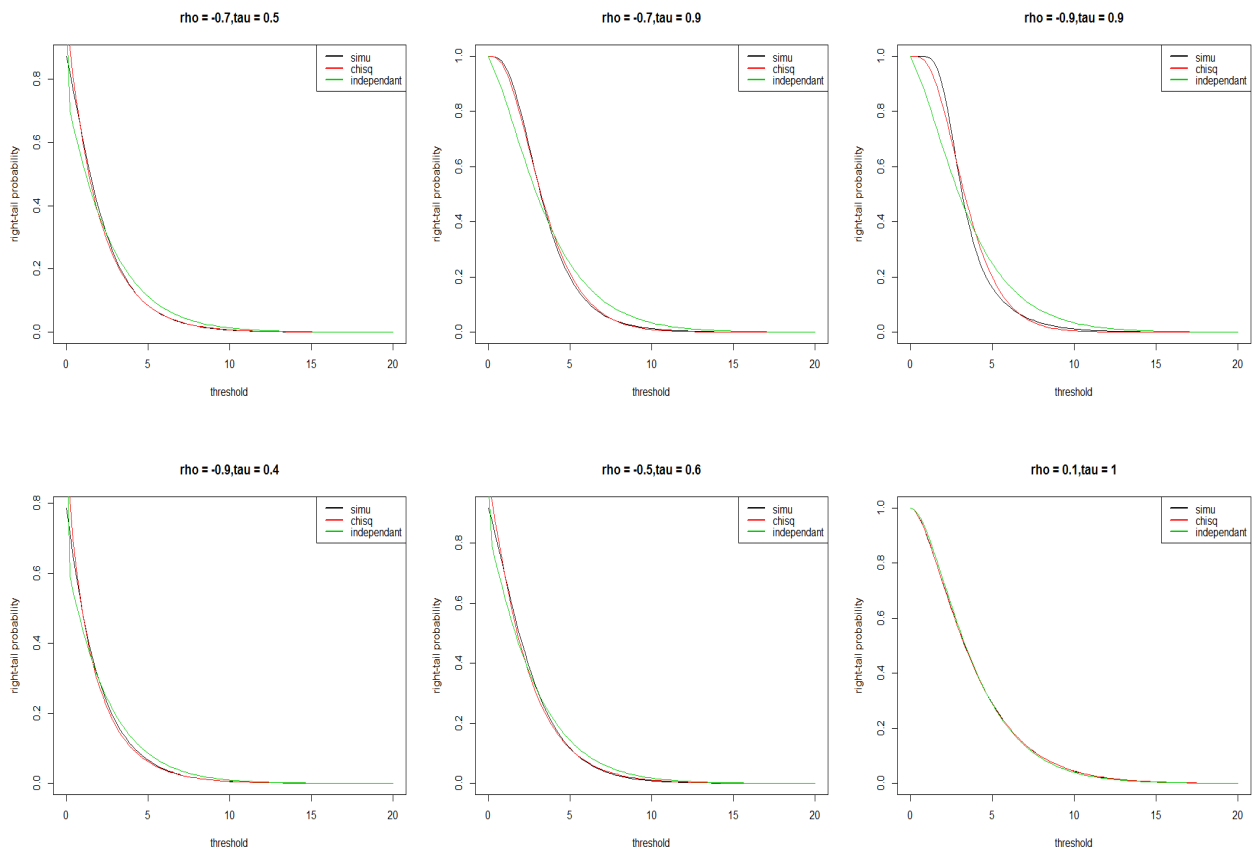 rho = -0.7,tau = 0.5
simu
chisq
independant
right-tail probability
0.0 0.2 0.4 0.6 0.8
0 5 10 15 20
threshold
rho = -0.7,tau = 0.9
simu
chisq
independant
right-tail probability
0.0 0.2 0.4 0.6 0.8 1.0
0 5 10 15 20
threshold
rho = -0.9,tau = 0.9
simu
chisq
independant
right-tail probability
0.0 0.2 0.4 0.6 0.8 1.0
0 5 10 15 20
threshold
rho = -0.9,tau = 0.4
simu
chisq
independant
right-tail probability
0.0 0.2 0.4 0.6 0.8
0 5 10 15 20
threshold
rho = -0.5,tau = 0.6
simu
chisq
independant
right-tail probability
0.0 0.2 0.4 0.6 0.8
0 5 10 15 20
threshold
rho = 0.1,tau = 1
simu
chisq
independant
right-tail probability
0.0 0.2 0.4 0.6 0.8 1.0
0 5 10 15 20
threshold